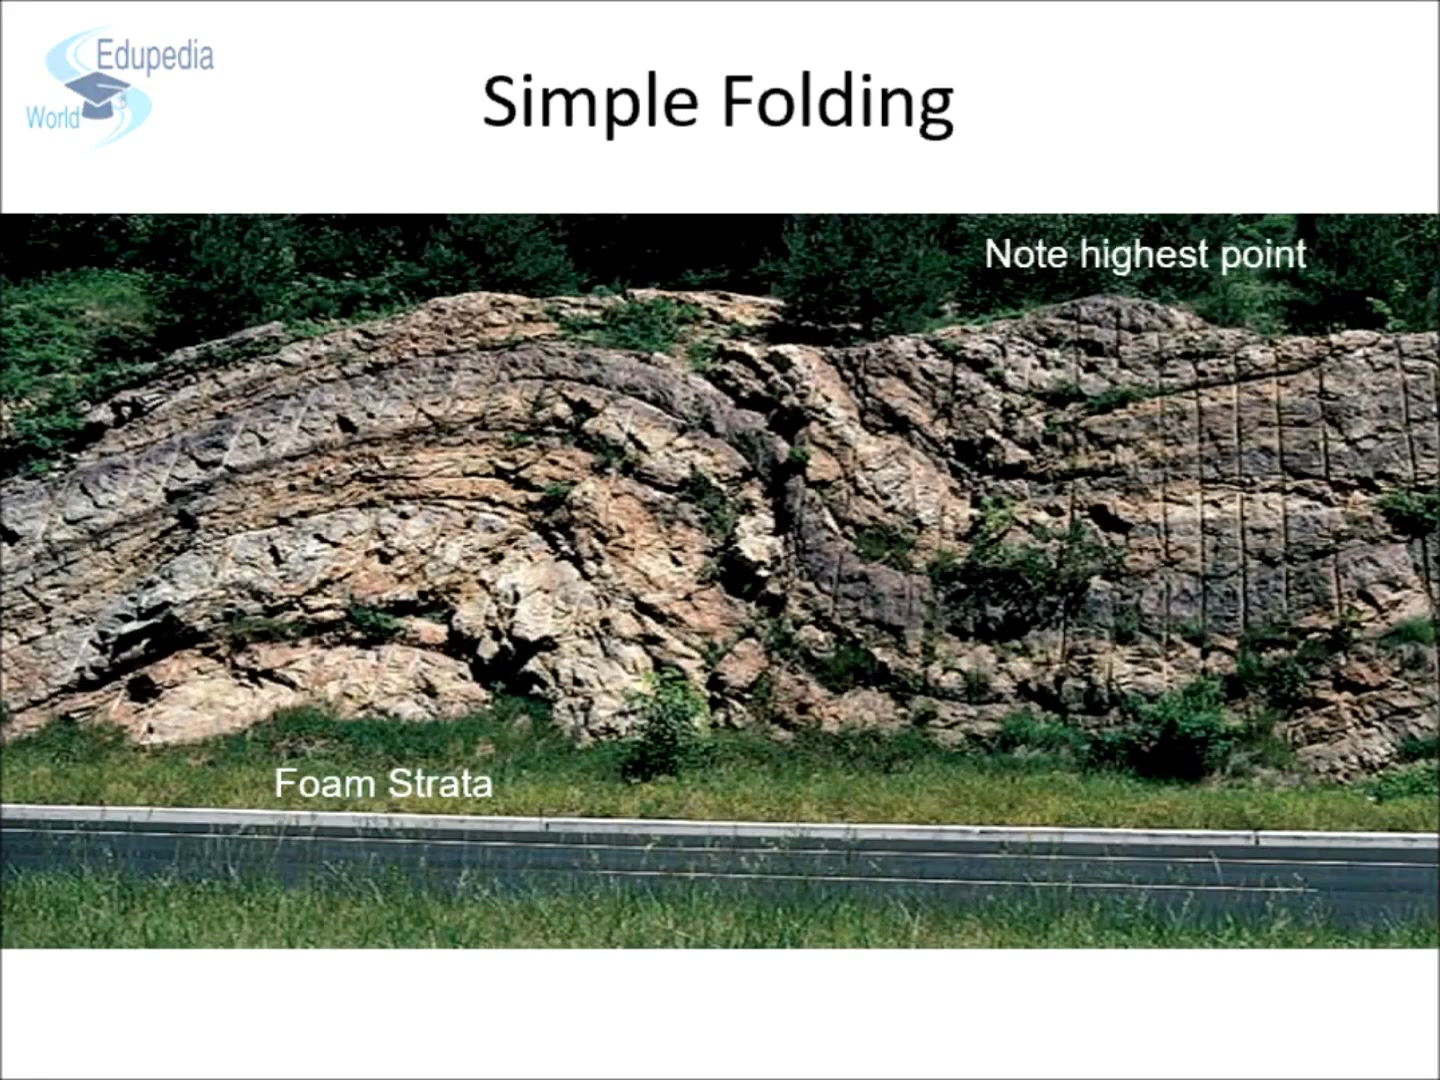 Edupedia
World
Simple Folding
Note highest point
Foam Strata